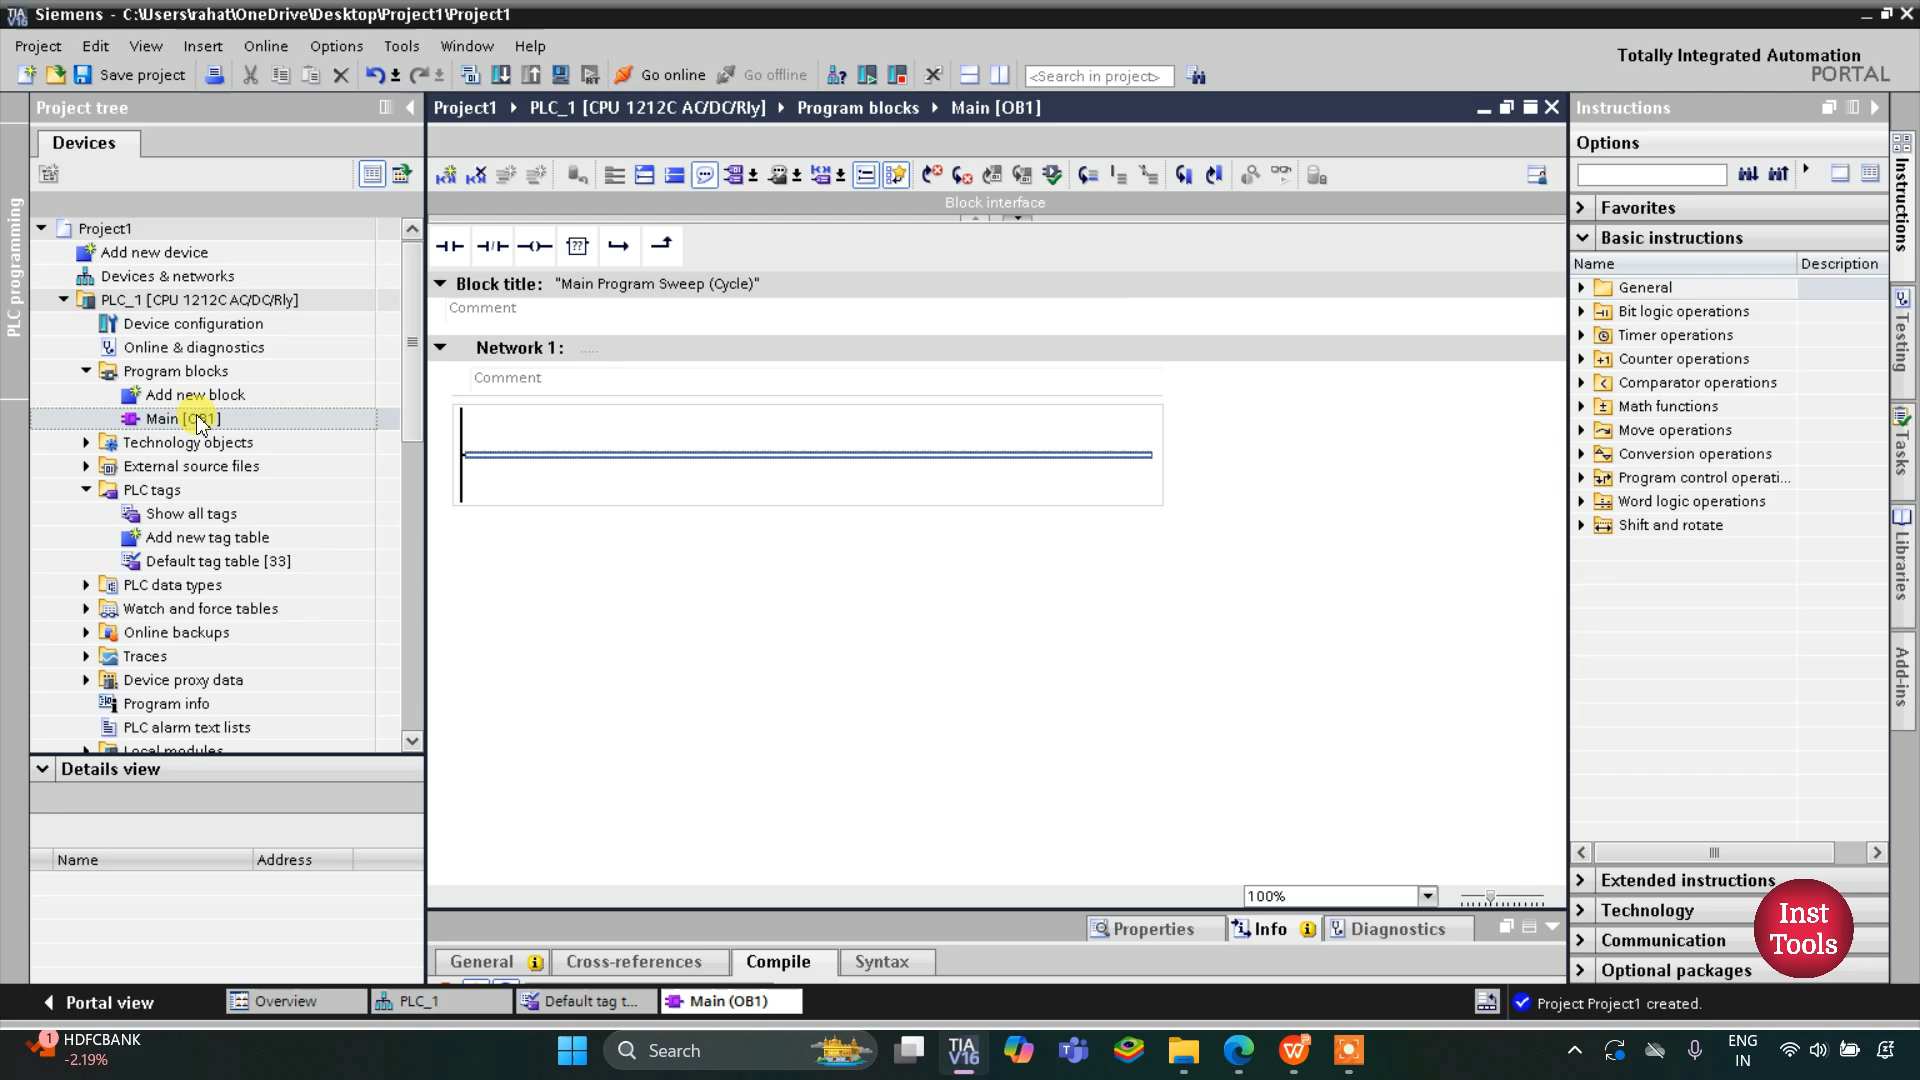 Siemens - C:\Users\rahat\OneDrive\Desktop\Project1\Project1
Project Edit View Insert Online Options Tools Window Help
Totally Integrated Automation
PORTAL
Save project
Go online
Go offline
<Search in project>
Project tree
Project1 PLC_1 [CPU 1212C AC/DC/Rly] Program blocks Main [OB1]
Instructions
Devices
Options
Block interface
PLC programming
Project1
Add new device
Devices & networks
PLC_1 [CPU 1212C AC/DC/Rly]
Device configuration
Online & diagnostics
Program blocks
Add new block
Main [OB1]
Technology objects
External source files
PLC tags
Show all tags
Add new tag table
Default tag table [33]
PLC data types
Watch and force tables
Online backups
Traces
Device proxy data
Program info
PLC alarm text lists
Local modules
Details view
Name Address
??
Block title: "Main Program Sweep (Cycle)"
Comment
Network 1: .....
Comment
100%
Properties Info Diagnostics
General Cross-references Compile Syntax
Favorites
Basic instructions
Name Description
General
Bit logic operations
Timer operations
Counter operations
Comparator operations
Math functions
Move operations
Conversion operations
Program control operati...
Word logic operations
Shift and rotate
Extended instructions
Technology
Communication
Optional packages
Inst
Tools
Instructions
Testing
Tasks
Libraries
Add-ins
Portal view Overview PLC_1 Default tag t... Main (OB1) Project Project1 created.
1
HDFCBANK
-2.19%
Search
TIA
V16
ENG
IN